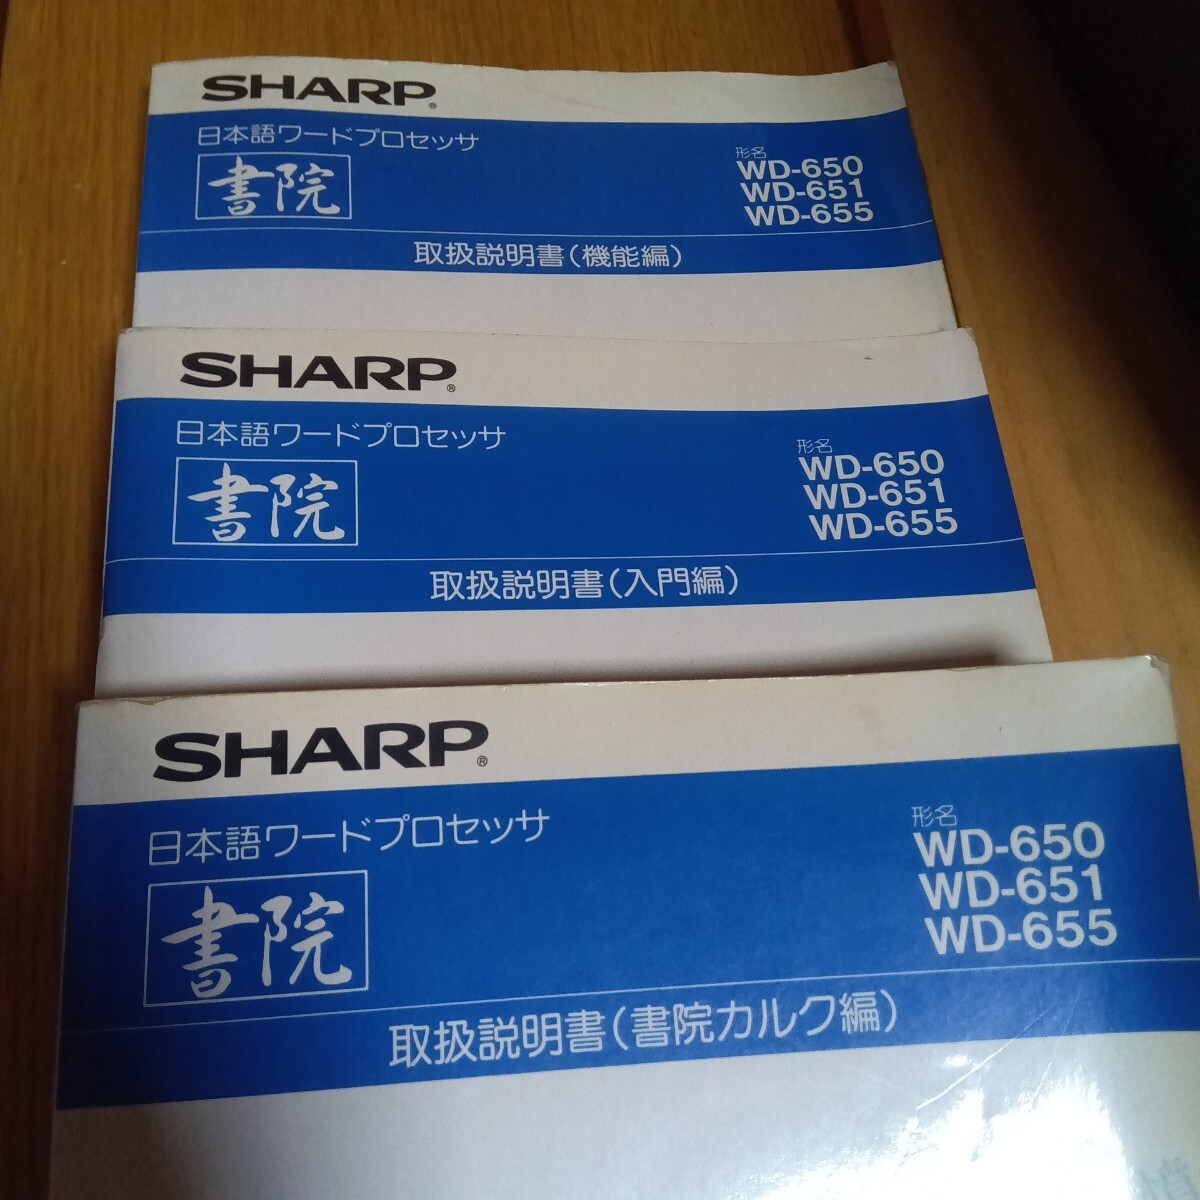 SHARP®
日本語ワードプロセッサ
書院
形名
WD-650
WD-651
WD-655
取扱説明書(機能編)
SHARP®
日本語ワードプロセッサ
書院
形名
WD-650
WD-651
WD-655
取扱説明書(入門編)
SHARP®
日本語ワードプロセッサ
書院
形名
WD-650
WD-651
WD-655
取扱説明書(書院カルク編)